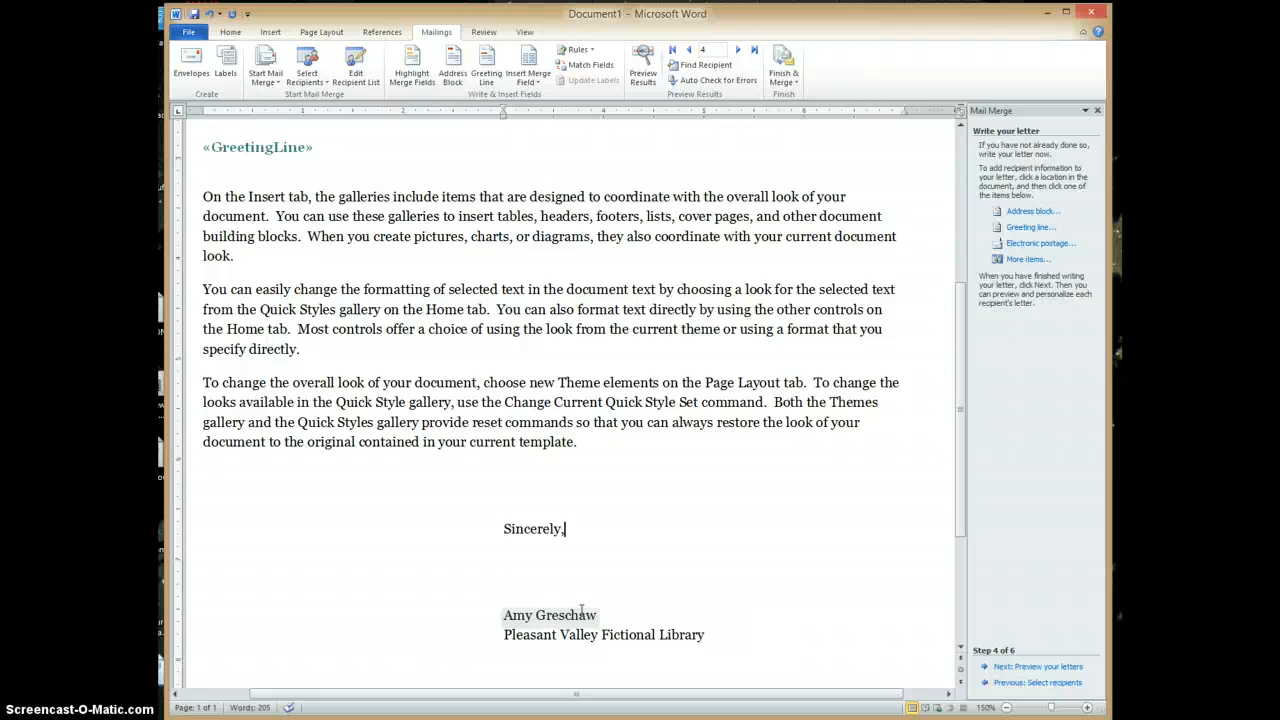 Document1 - Microsoft Word
File Home Insert Page Layout References Mailings Review View
Envelopes Labels
Create
Start Mail Merge Select Recipients Edit Recipient List
Start Mail Merge
Highlight Merge Fields Address Block Greeting Line Insert Merge Field
Rules
Match Fields
Update Labels
Write & Insert Fields
Preview Results
4
Find Recipient
Auto Check for Errors
Preview Results
Finish & Merge
Finish
1 2 3 4 5 6
«GreetingLine»
On the Insert tab, the galleries include items that are designed to coordinate with the overall look of your
document. You can use these galleries to insert tables, headers, footers, lists, cover pages, and other document
building blocks. When you create pictures, charts, or diagrams, they also coordinate with your current document
look.
You can easily change the formatting of selected text in the document text by choosing a look for the selected text
from the Quick Styles gallery on the Home tab. You can also format text directly by using the other controls on
the Home tab. Most controls offer a choice of using the look from the current theme or using a format that you
specify directly.
To change the overall look of your document, choose new Theme elements on the Page Layout tab. To change the
looks available in the Quick Style gallery, use the Change Current Quick Style Set command. Both the Themes
gallery and the Quick Styles gallery provide reset commands so that you can always restore the look of your
document to the original contained in your current template.
Sincerely,
Amy Greschaw
Pleasant Valley Fictional Library
Mail Merge
Write your letter
If you have not already done so,
write your letter now.
To add recipient information to
your letter, click a location in the
document, and then click one of
the items below.
Address block...
Greeting line...
Electronic postage...
More items...
When you have finished writing
your letter, click Next. Then you
can preview and personalize each
recipient's letter.
Step 4 of 6
Next: Preview your letters
Previous: Select recipients
Page: 1 of 1 Words: 205
150%
Screencast-O-Matic.com